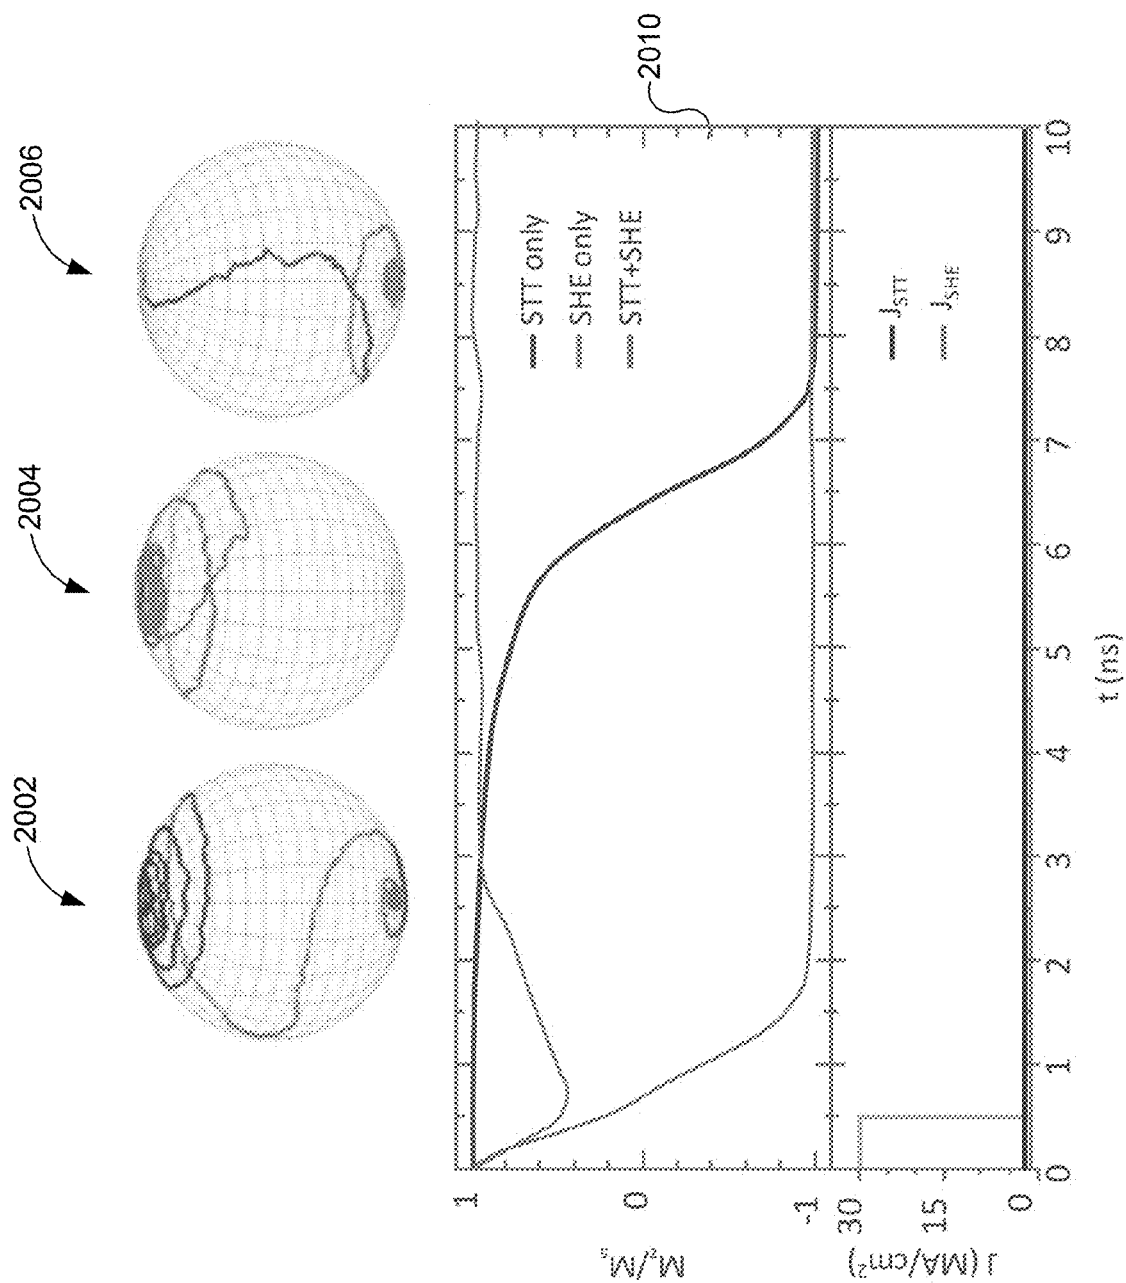 2002
2004
2006
2010
STT only
SHE only
STT+SHE
1
0
-1
M_z/M_s
J_STT
J_SHE
30
15
0
J (MA/cm²)
0 1 2 3 4 5 6 7 8 9 10
t (ns)